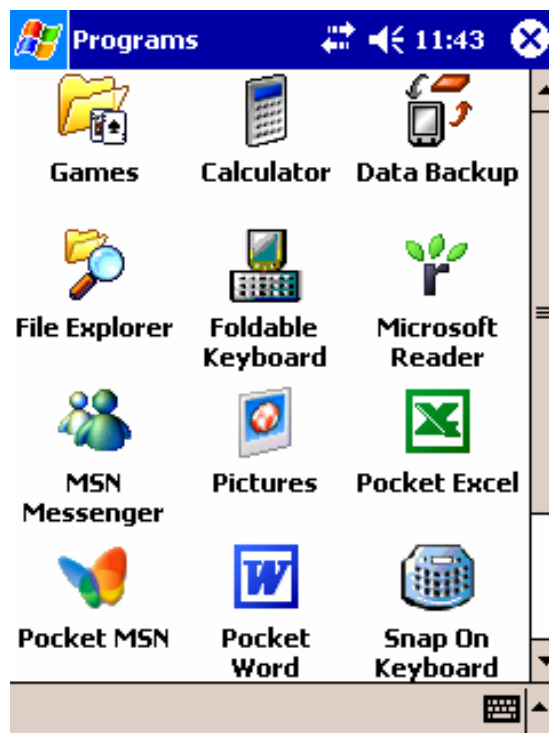 Programs 11:43
Games Calculator Data Backup
File Explorer Foldable Keyboard Microsoft Reader
MSN Messenger Pictures Pocket Excel
Pocket MSN Pocket Word Snap On Keyboard